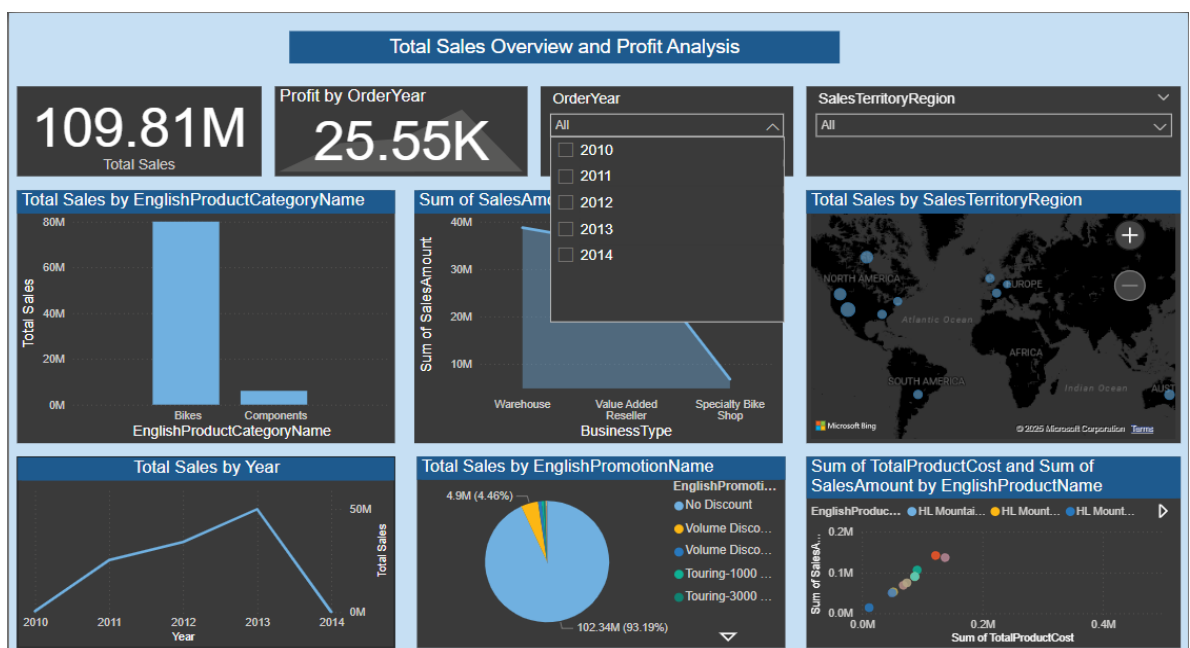 Total Sales Overview and Profit Analysis
109.81M
Total Sales
Profit by OrderYear
25.55K
OrderYear
All
2010
2011
2012
2013
2014
SalesTerritoryRegion
All
Total Sales by EnglishProductCategoryName
80M
60M
40M
20M
0M
Total Sales
Bikes
Components
EnglishProductCategoryName
Sum of SalesAmo
40M
30M
20M
10M
Sum of SalesAmount
Warehouse
Value Added
Reseller
Specialty Bike
Shop
BusinessType
Total Sales by SalesTerritoryRegion
NORTH AMERICA
EUROPE
Atlantic Ocean
AFRICA
SOUTH AMERICA
Indian Ocean
AUST
Microsoft Bing
© 2025 Microsoft Corporation
Terms
Total Sales by Year
50M
0M
Total Sales
2010
2011
2012
2013
2014
Year
Total Sales by EnglishPromotionName
4.9M (4.46%)
102.34M (93.19%)
EnglishPromoti...
No Discount
Volume Disco...
Volume Disco...
Touring-1000 ...
Touring-3000 ...
Sum of TotalProductCost and Sum of
SalesAmount by EnglishProductName
EnglishProduc...
HL Mountai...
HL Mount...
HL Mount...
0.2M
0.1M
0.0M
Sum of SalesA...
0.0M
0.2M
0.4M
Sum of TotalProductCost